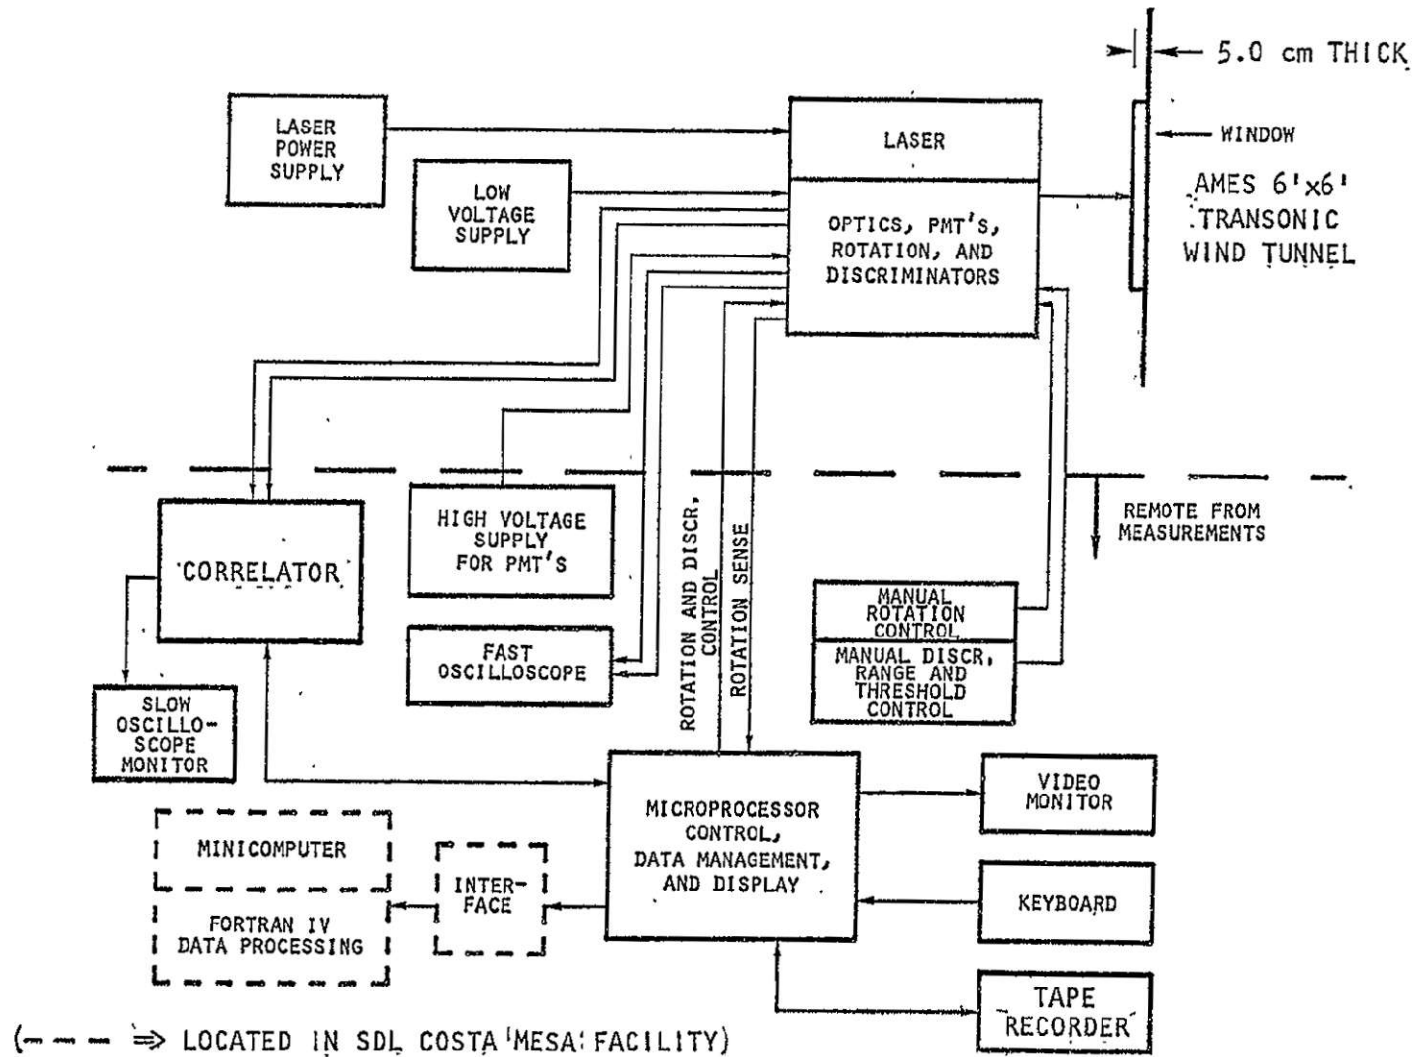 5.0 cm THICK
LASER
POWER
SUPPLY
LASER
WINDOW
LOW
VOLTAGE
SUPPLY
AMES 6'x6'
TRANSONIC
WIND TUNNEL
OPTICS, PMT'S,
ROTATION, AND
DISCRIMINATORS
REMOTE FROM
MEASUREMENTS
CORRELATOR
HIGH VOLTAGE
SUPPLY
FOR PMT'S
ROTATION AND DISCR,
CONTROL
ROTATION SENSE
MANUAL
ROTATION
CONTROL
MANUAL DISCR,
RANGE AND
THRESHOLD
CONTROL
FAST
OSCILLOSCOPE
SLOW
OSCILLO-
SCOPE
MONITOR
MICROPROCESSOR
CONTROL,
DATA MANAGEMENT,
AND DISPLAY
VIDEO
MONITOR
MINICOMPUTER
INTER-
FACE
KEYBOARD
FORTRAN IV
DATA PROCESSING
TAPE
RECORDER
(---- ⇒ LOCATED IN SDL COSTA MESA FACILITY)